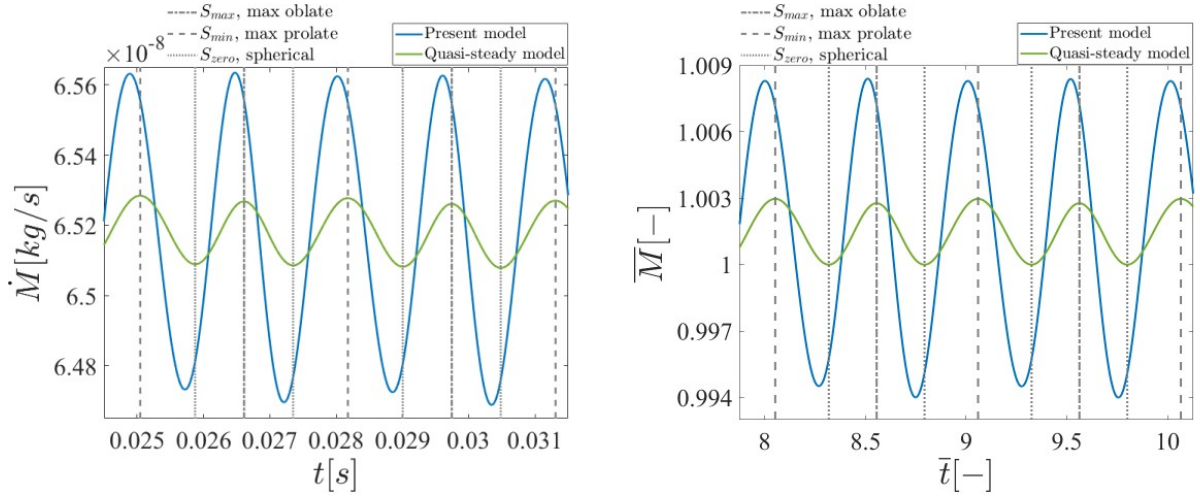 S_max, max oblate
S_min, max prolate
S_zero, spherical
Present model
Quasi-steady model
×10⁻⁸
6.56
6.54
6.52
6.5
6.48
Ṁ[kg/s]
0.025 0.026 0.027 0.028 0.029 0.03 0.031
t[s]
S_max, max oblate
S_min, max prolate
S_zero, spherical
Present model
Quasi-steady model
1.009
1.006
1.003
1
0.997
0.994
M̅[−]
8 8.5 9 9.5 10
t̅[−]